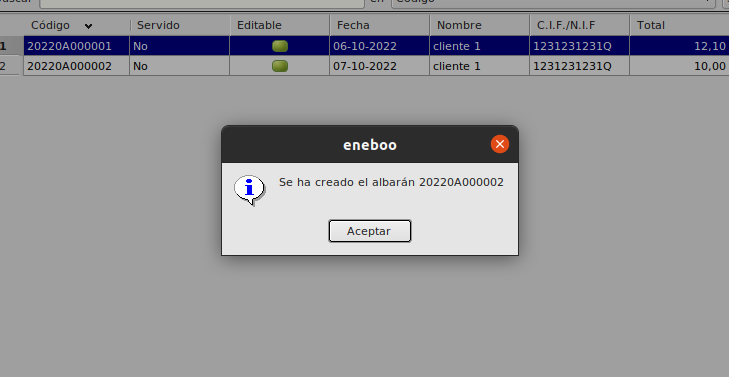 buscar en Código
Código Servido Editable Fecha Nombre C.I.F./N.I.F Total
1 20220A000001 No 06-10-2022 cliente 1 1231231231Q 12,10
2 20220A000002 No 07-10-2022 cliente 1 1231231231Q 10,00
eneboo
Se ha creado el albarán 20220A000002
Aceptar